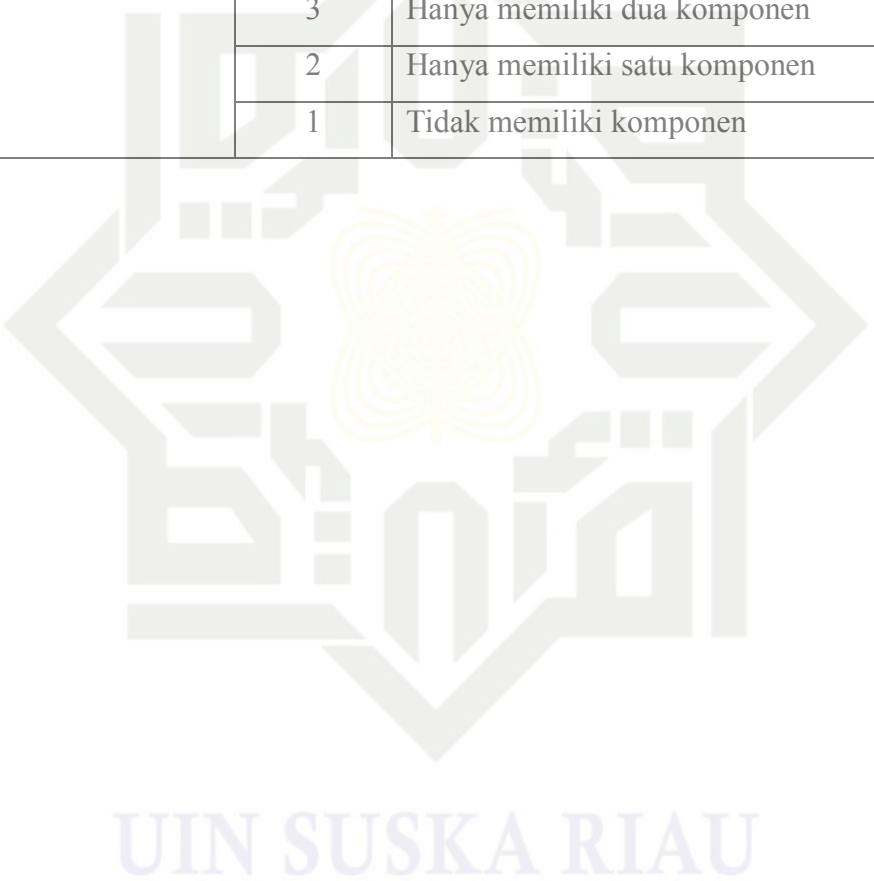 3 Hanya memiliki dua komponen
2 Hanya memiliki satu komponen
1 Tidak memiliki komponen
UIN SUSKA RIAU